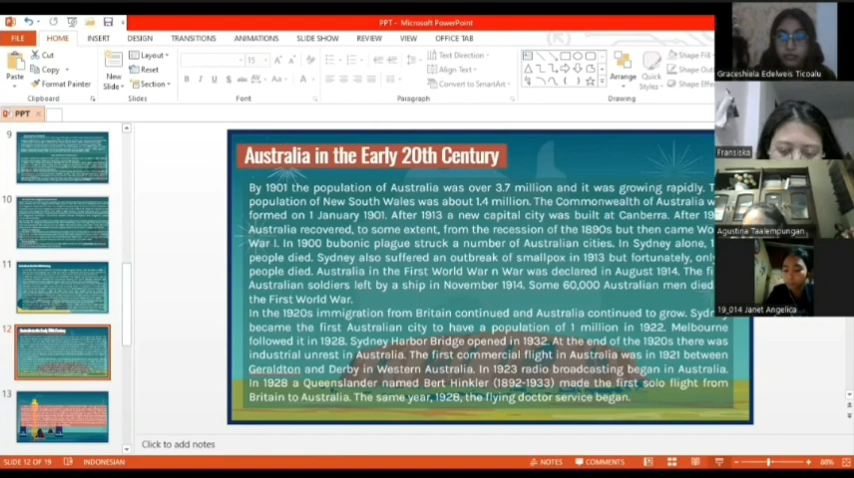 PPT - Microsoft PowerPoint
FILE HOME INSERT DESIGN TRANSITIONS ANIMATIONS SLIDE SHOW REVIEW VIEW OFFICE TAB
Cut
Copy
Format Painter
Paste
Clipboard
New
Slide
Layout
Reset
Section
Slides
15
B I U S abc AV Aa A
Font
Text Direction
Align Text
Convert to SmartArt
Paragraph
Arrange
Quick
Styles
Shape Fill
Shape Out
Shape Effe
Drawing
PPT
9
10
11
12
13
Australia in the Early 20th Century
By 1901 the population of Australia was over 3.7 million and it was growing rapidly. T
population of New South Wales was about 1.4 million. The Commonwealth of Australia w
formed on 1 January 1901. After 1913 a new capital city was built at Canberra. After 19
Australia recovered, to some extent, from the recession of the 1890s but then came Wo
War I. In 1900 bubonic plague struck a number of Australian cities. In Sydney alone, 1
people died. Sydney also suffered an outbreak of smallpox in 1913 but fortunately, only
people died. Australia in the First World War n War was declared in August 1914. The fi
Australian soldiers left by a ship in November 1914. Some 60,000 Australian men died
the First World War.
In the 1920s immigration from Britain continued and Australia continued to grow. Sydn
became the first Australian city to have a population of 1 million in 1922. Melbourne
followed it in 1928. Sydney Harbor Bridge opened in 1932. At the end of the 1920s there was
industrial unrest in Australia. The first commercial flight in Australia was in 1921 between
Geraldton and Derby in Western Australia. In 1923 radio broadcasting began in Australia.
In 1928 a Queenslander named Bert Hinkler (1892-1933) made the first solo flight from
Britain to Australia. The same year, 1928, the flying doctor service began.
Graceshiela Edelweis Ticoalu
Fransiska
Agustina Taalempungan
19_014 Janet Angelica...
Click to add notes
SLIDE 12 OF 19 INDONESIAN NOTES COMMENTS 88%